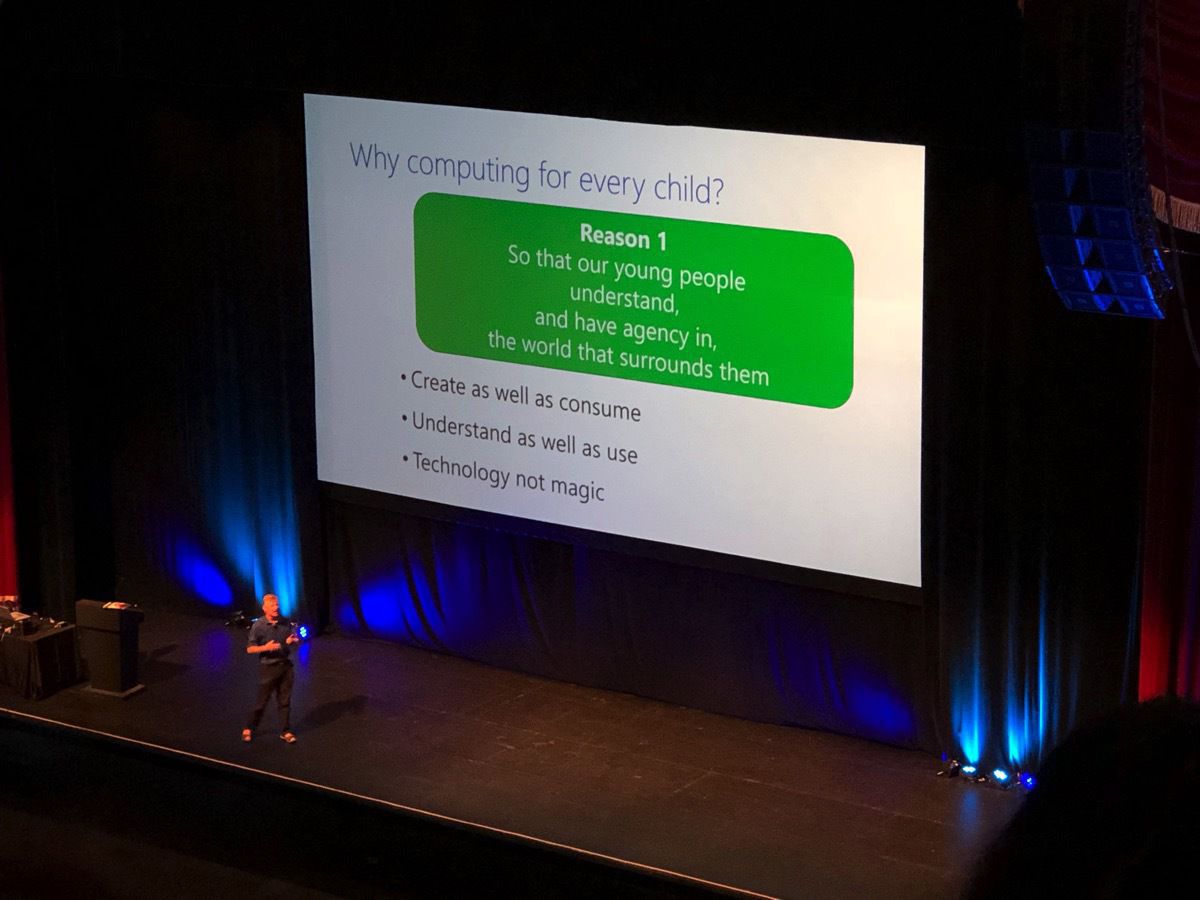 Why computing for every child?
Reason 1
So that our young people
understand,
and have agency in,
the world that surrounds them
• Create as well as consume
• Understand as well as use
• Technology not magic